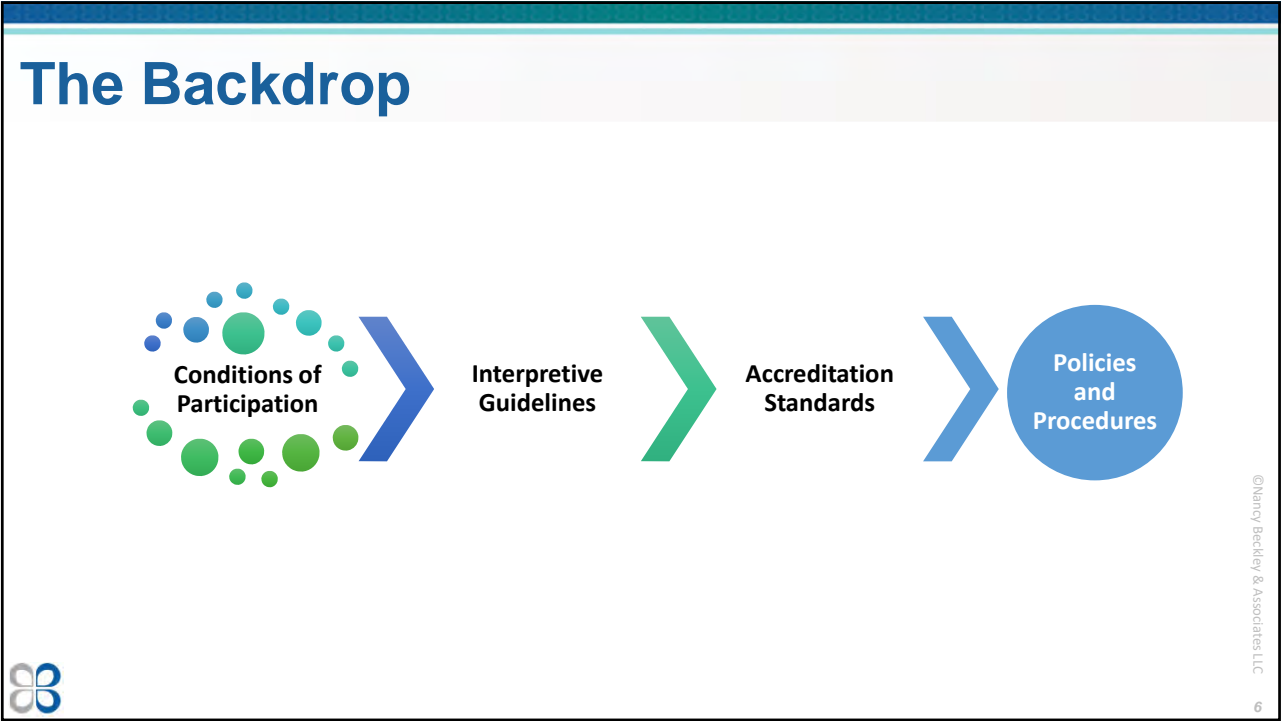 The Backdrop
Conditions of
Participation
Interpretive
Guidelines
Accreditation
Standards
Policies
and
Procedures
©Nancy Beckley & Associates LLC
6